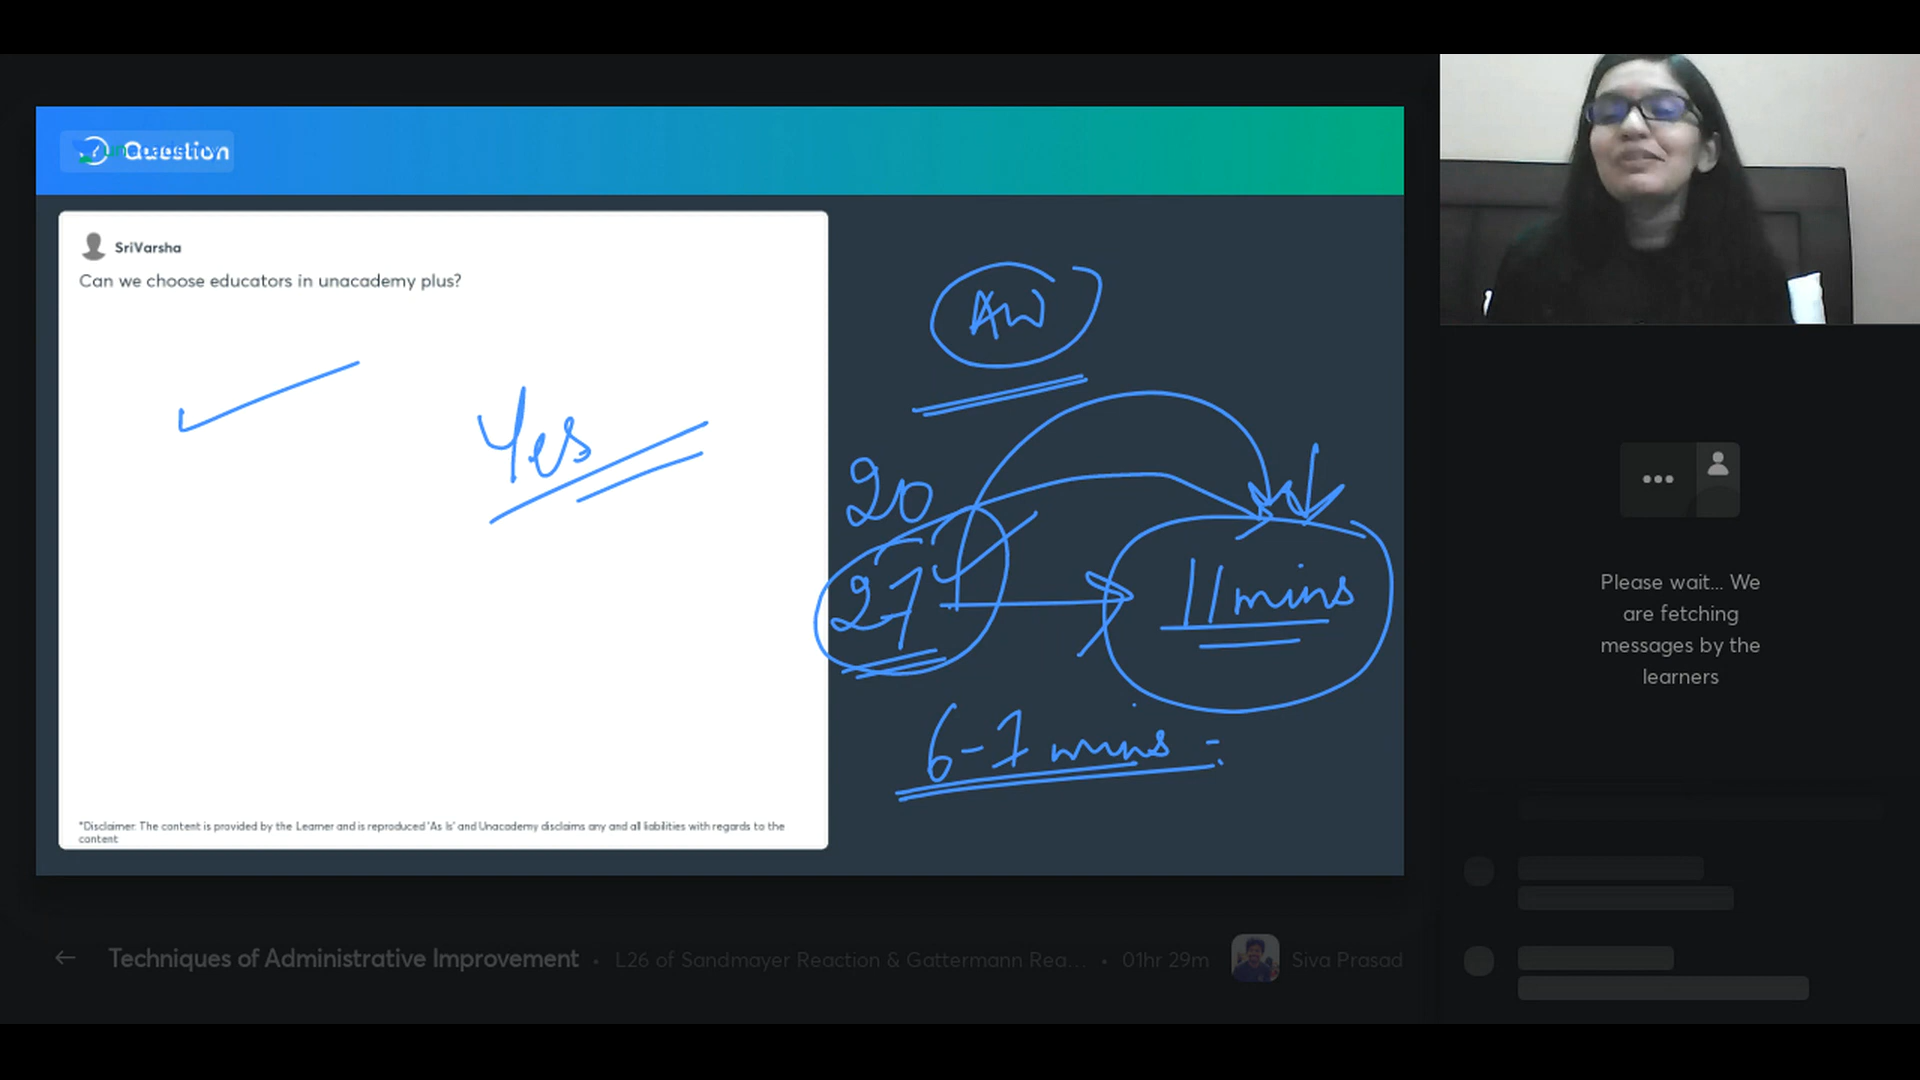 Question
SriVarsha
Can we choose educators in unacademy plus?
Yes
AW
20
27
11 mins
6-7 mins
*Disclaimer: The content is provided by the Learner and is reproduced 'As Is' and Unacademy disclaims any and all liabilities with regards to the
content
Please wait... We
are fetching
messages by the
learners
Techniques of Administrative Improvement • L26 of Sandmayer Reaction & Gattermann Rea... • 01hr 29m Siva Prasad